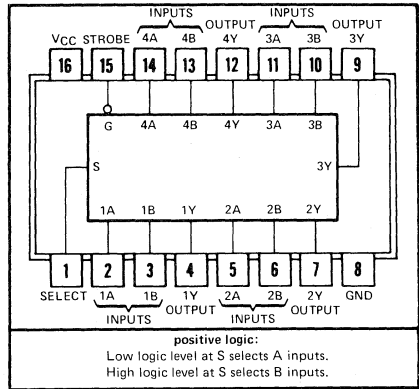 INPUTS INPUTS
VCC STROBE 4A 4B OUTPUT 4Y 3A 3B OUTPUT 3Y
16 15 14 13 12 11 10 9
G 4A 4B 4Y 3A 3B
S 3Y
1A 1B 1Y 2A 2B 2Y
1 2 3 4 5 6 7 8
SELECT 1A 1B OUTPUT 1Y 2A 2B OUTPUT 2Y GND
INPUTS INPUTS
positive logic:
Low logic level at S selects A inputs.
High logic level at S selects B inputs.